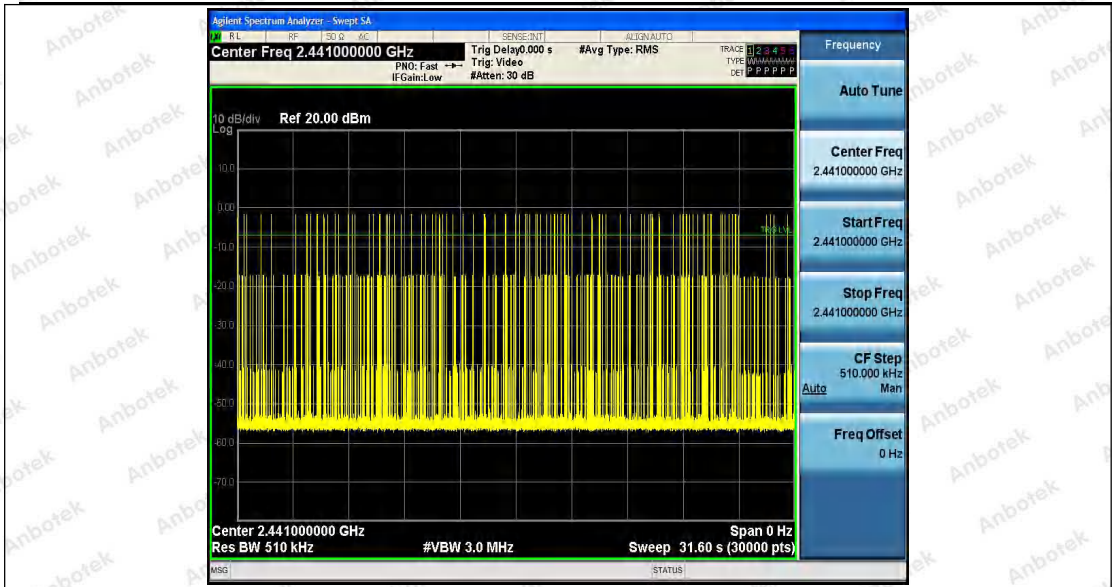 Agilent Spectrum Analyzer - Swept SA
RL RF 50 Ω AC SENSE:INT ALIGN AUTO
Center Freq 2.441000000 GHz
PNO: Fast
IFGain:Low
Trig Delay0.000 s
Trig: Video
#Atten: 30 dB
#Avg Type: RMS
TRACE 1 2 3 4 5 6
TYPE
DET P P P P P P
10 dB/div
Log
Ref 20.00 dBm
10.0
0.00
-10.0
-20.0
-30.0
-40.0
-50.0
-60.0
-70.0
TRIG LVL
Center 2.441000000 GHz
Span 0 Hz
Res BW 510 kHz
#VBW 3.0 MHz
Sweep 31.60 s (30000 pts)
MSG
STATUS
Frequency
Auto Tune
Center Freq
2.441000000 GHz
Start Freq
2.441000000 GHz
Stop Freq
2.441000000 GHz
CF Step
510.000 kHz
Auto Man
Freq Offset
0 Hz
Anbotek